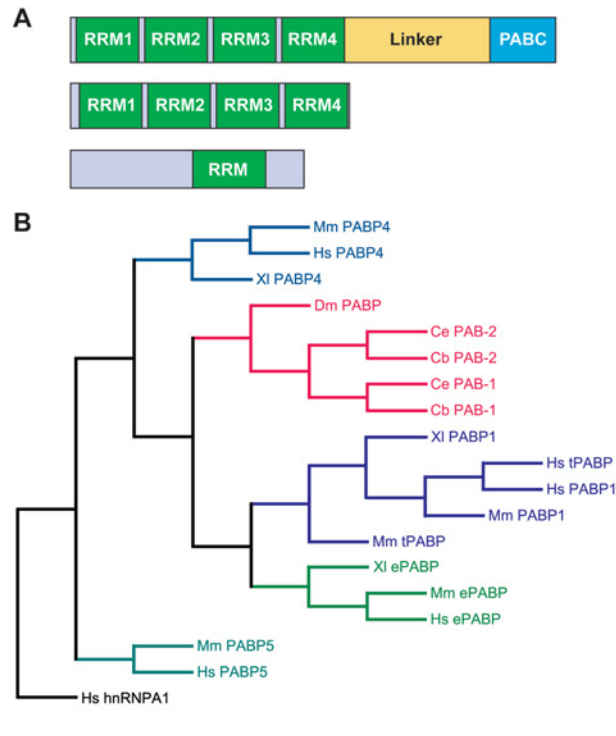 A
RRM1 RRM2 RRM3 RRM4 Linker PABC
RRM1 RRM2 RRM3 RRM4
RRM
B
Mm PABP4
Hs PABP4
Xl PABP4
Dm PABP
Ce PAB-2
Cb PAB-2
Ce PAB-1
Cb PAB-1
Xl PABP1
Hs tPABP
Hs PABP1
Mm PABP1
Mm tPABP
Xl ePABP
Mm ePABP
Hs ePABP
Mm PABP5
Hs PABP5
Hs hnRNPA1